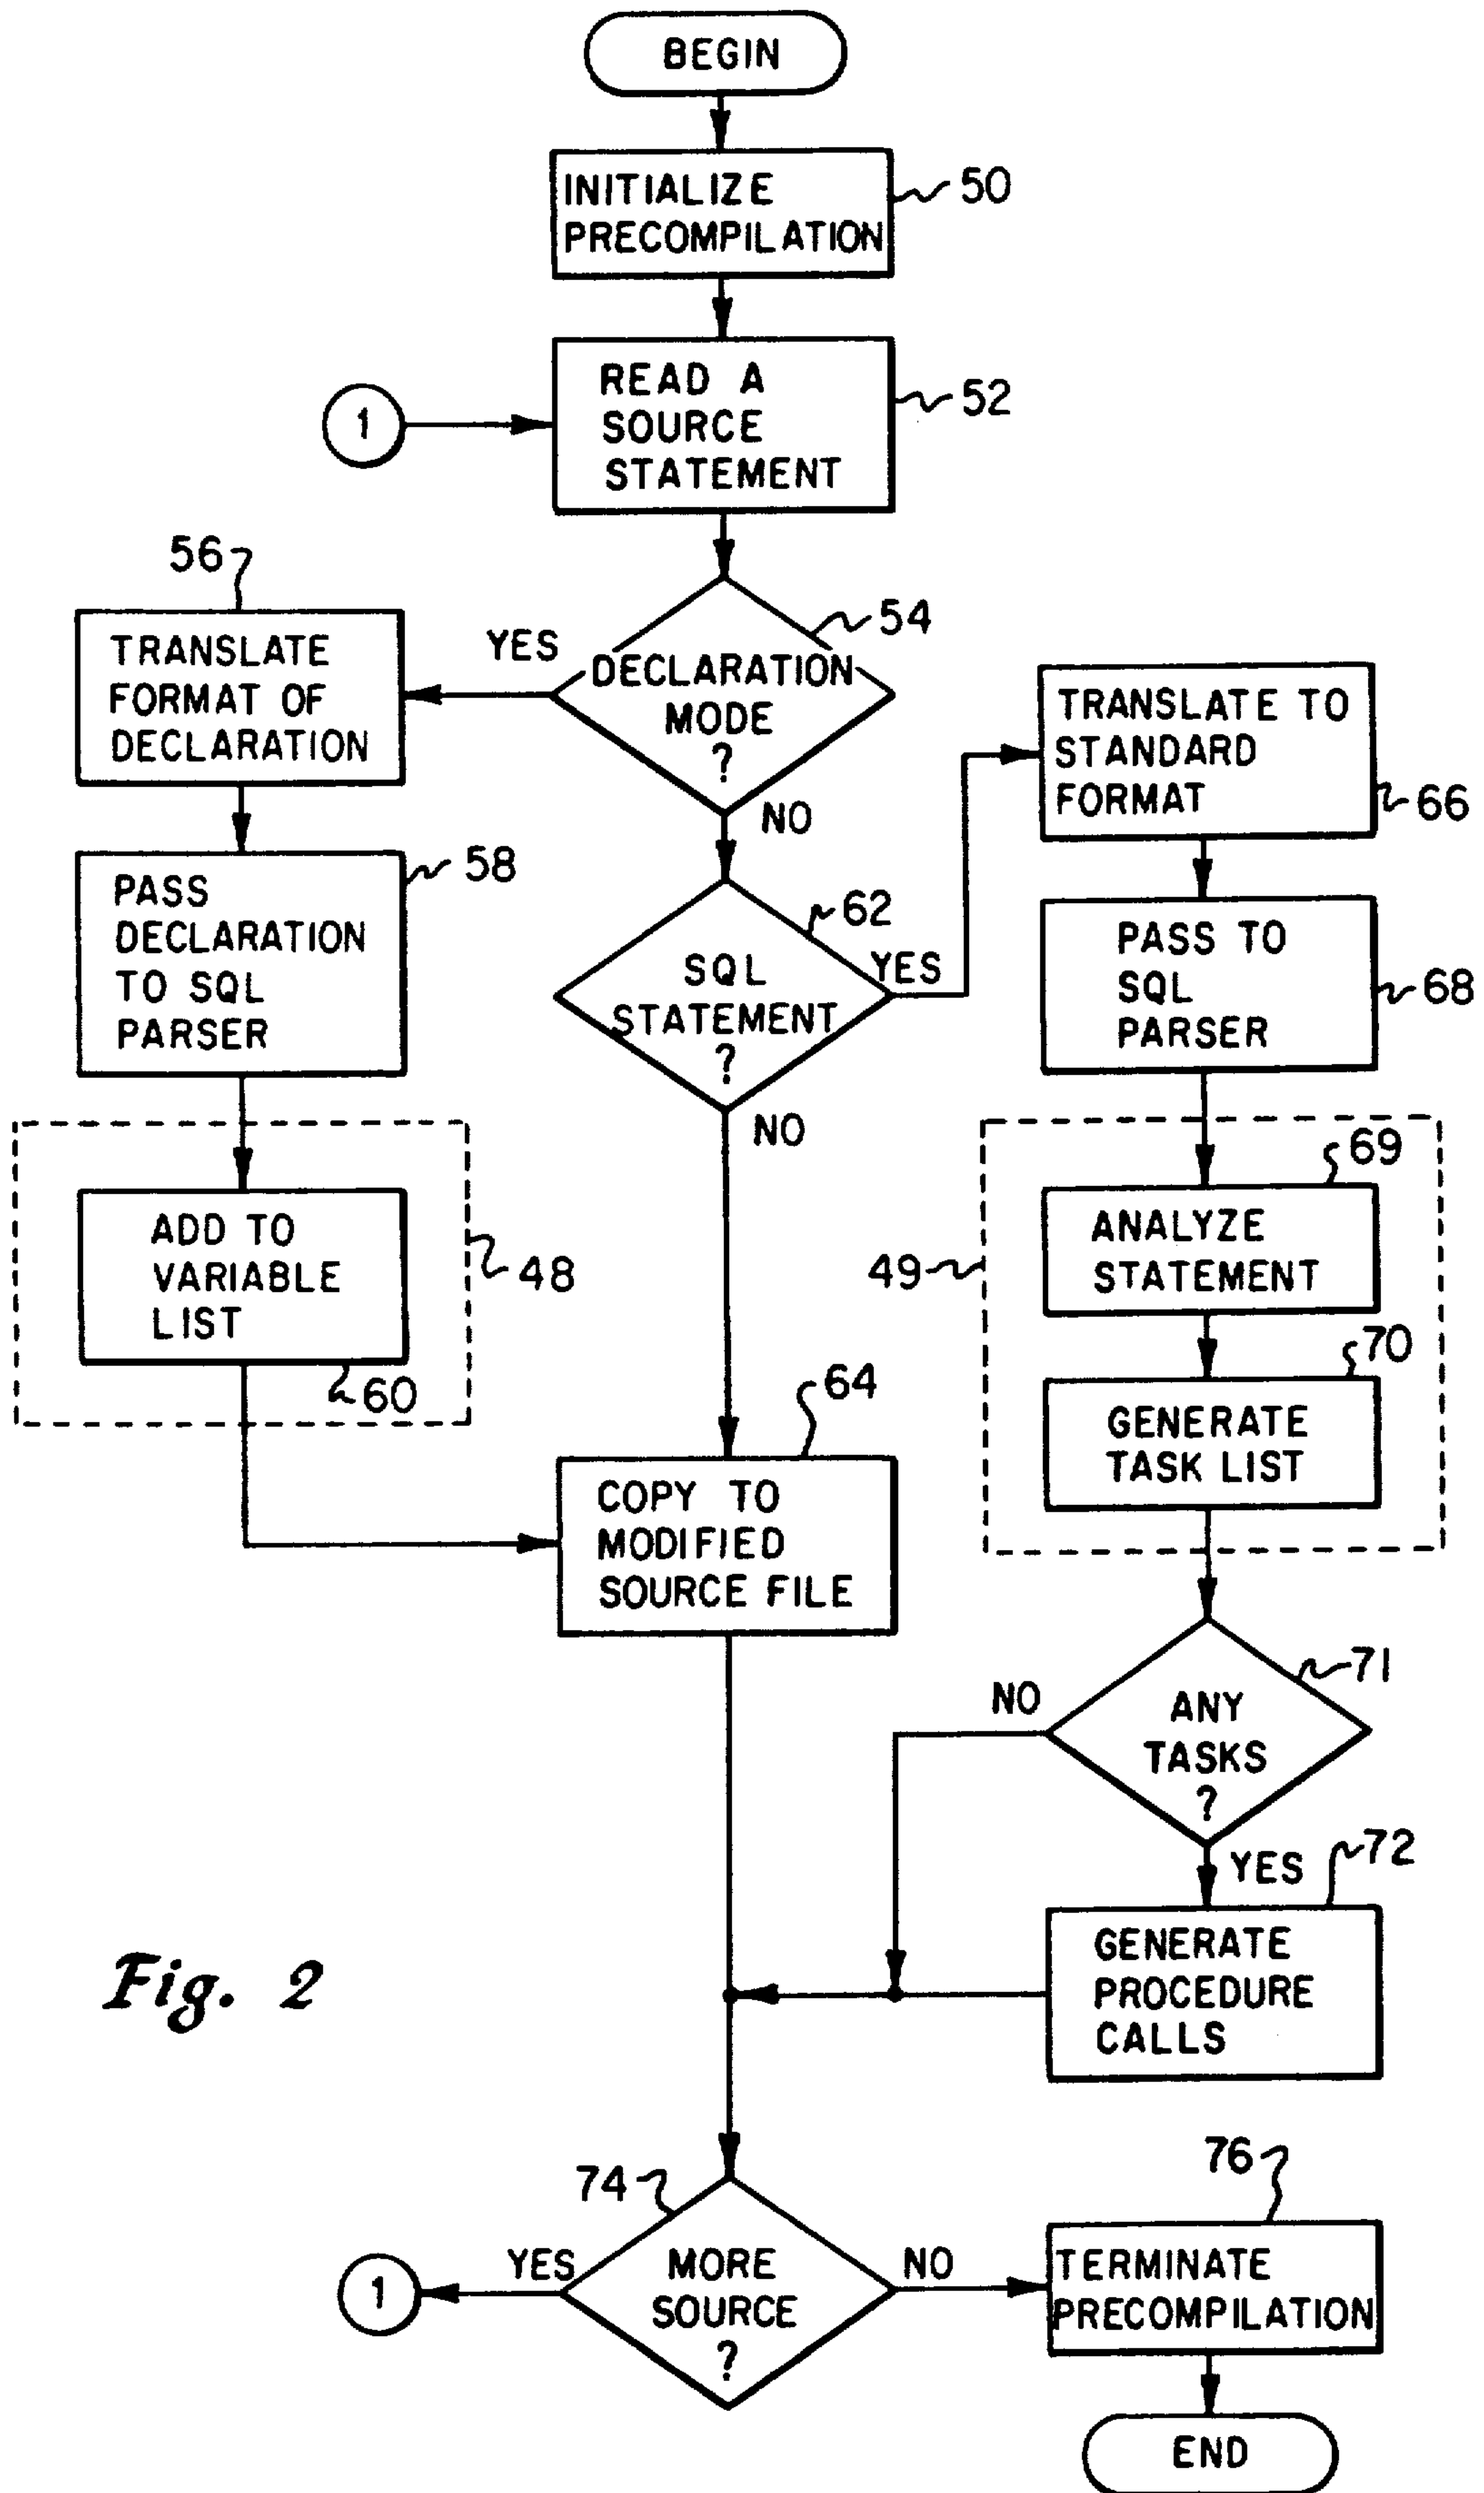 BEGIN
INITIALIZE
PRECOMPILATION
50
READ A
SOURCE
STATEMENT
52
1
56
TRANSLATE
FORMAT OF
DECLARATION
YES
DECLARATION
MODE
?
54
NO
TRANSLATE TO
STANDARD
FORMAT
66
PASS
DECLARATION
TO SQL
PARSER
58
SQL
STATEMENT
?
62
YES
NO
PASS TO
SQL
PARSER
68
ADD TO
VARIABLE
LIST
60
48
49
69
ANALYZE
STATEMENT
70
GENERATE
TASK LIST
64
COPY TO
MODIFIED
SOURCE FILE
NO
ANY
TASKS
?
71
YES
72
GENERATE
PROCEDURE
CALLS
Fig. 2
74
MORE
SOURCE
?
YES
1
NO
76
TERMINATE
PRECOMPILATION
END